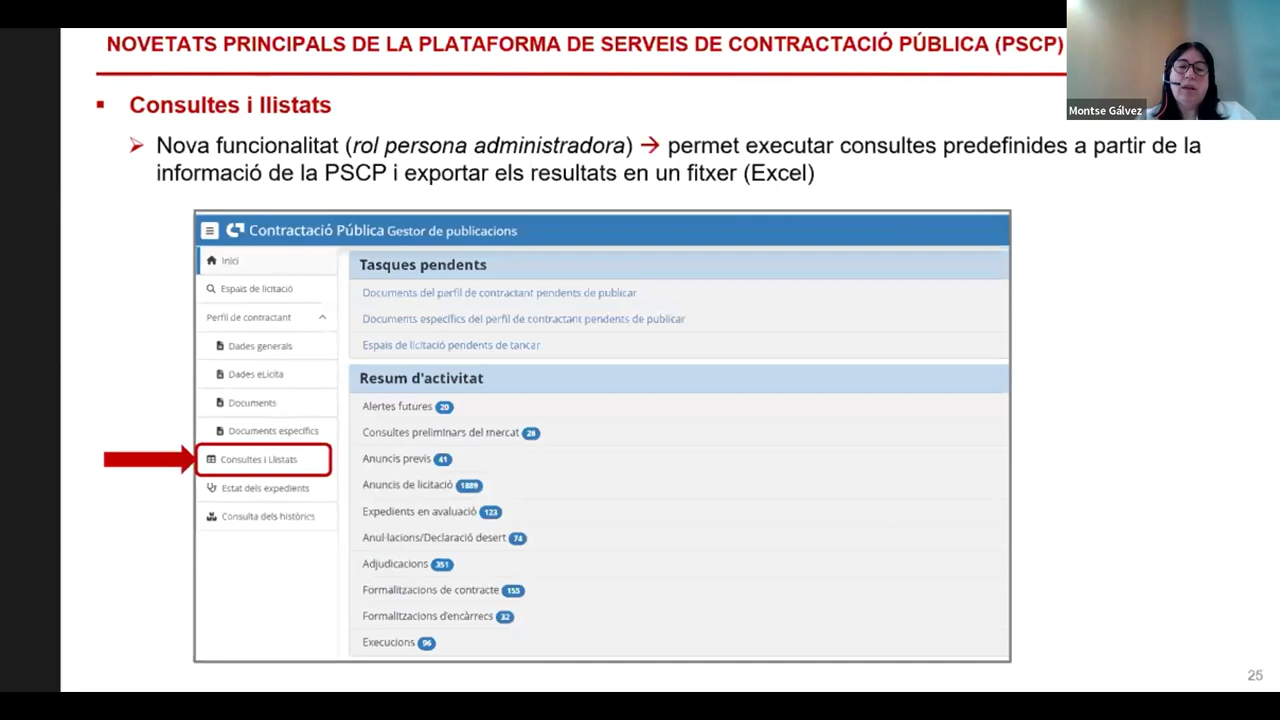 NOVETATS PRINCIPALS DE LA PLATAFORMA DE SERVEIS DE CONTRACTACIÓ PÚBLICA (PSCP)
Montse Gálvez
Consultes i llistats
Nova funcionalitat (rol persona administradora) → permet executar consultes predefinides a partir de la
informació de la PSCP i exportar els resultats en un fitxer (Excel)
Contractació Pública Gestor de publicacions
Inici
Espais de licitació
Perfil de contractant
Dades generals
Dades eLicita
Documents
Documents específics
Consultes i Llistats
Estat dels expedients
Consulta dels històrics
Tasques pendents
Documents del perfil de contractant pendents de publicar
Documents específics del perfil de contractant pendents de publicar
Espais de licitació pendents de tancar
Resum d'activitat
Alertes futures 20
Consultes preliminars del mercat 28
Anuncis previs 41
Anuncis de licitació 1889
Expedients en avaluació 123
Anul·lacions/Declaració desert 74
Adjudicacions 351
Formalitzacions de contracte 155
Formalitzacions d'encàrrecs 32
Execucions 96
25